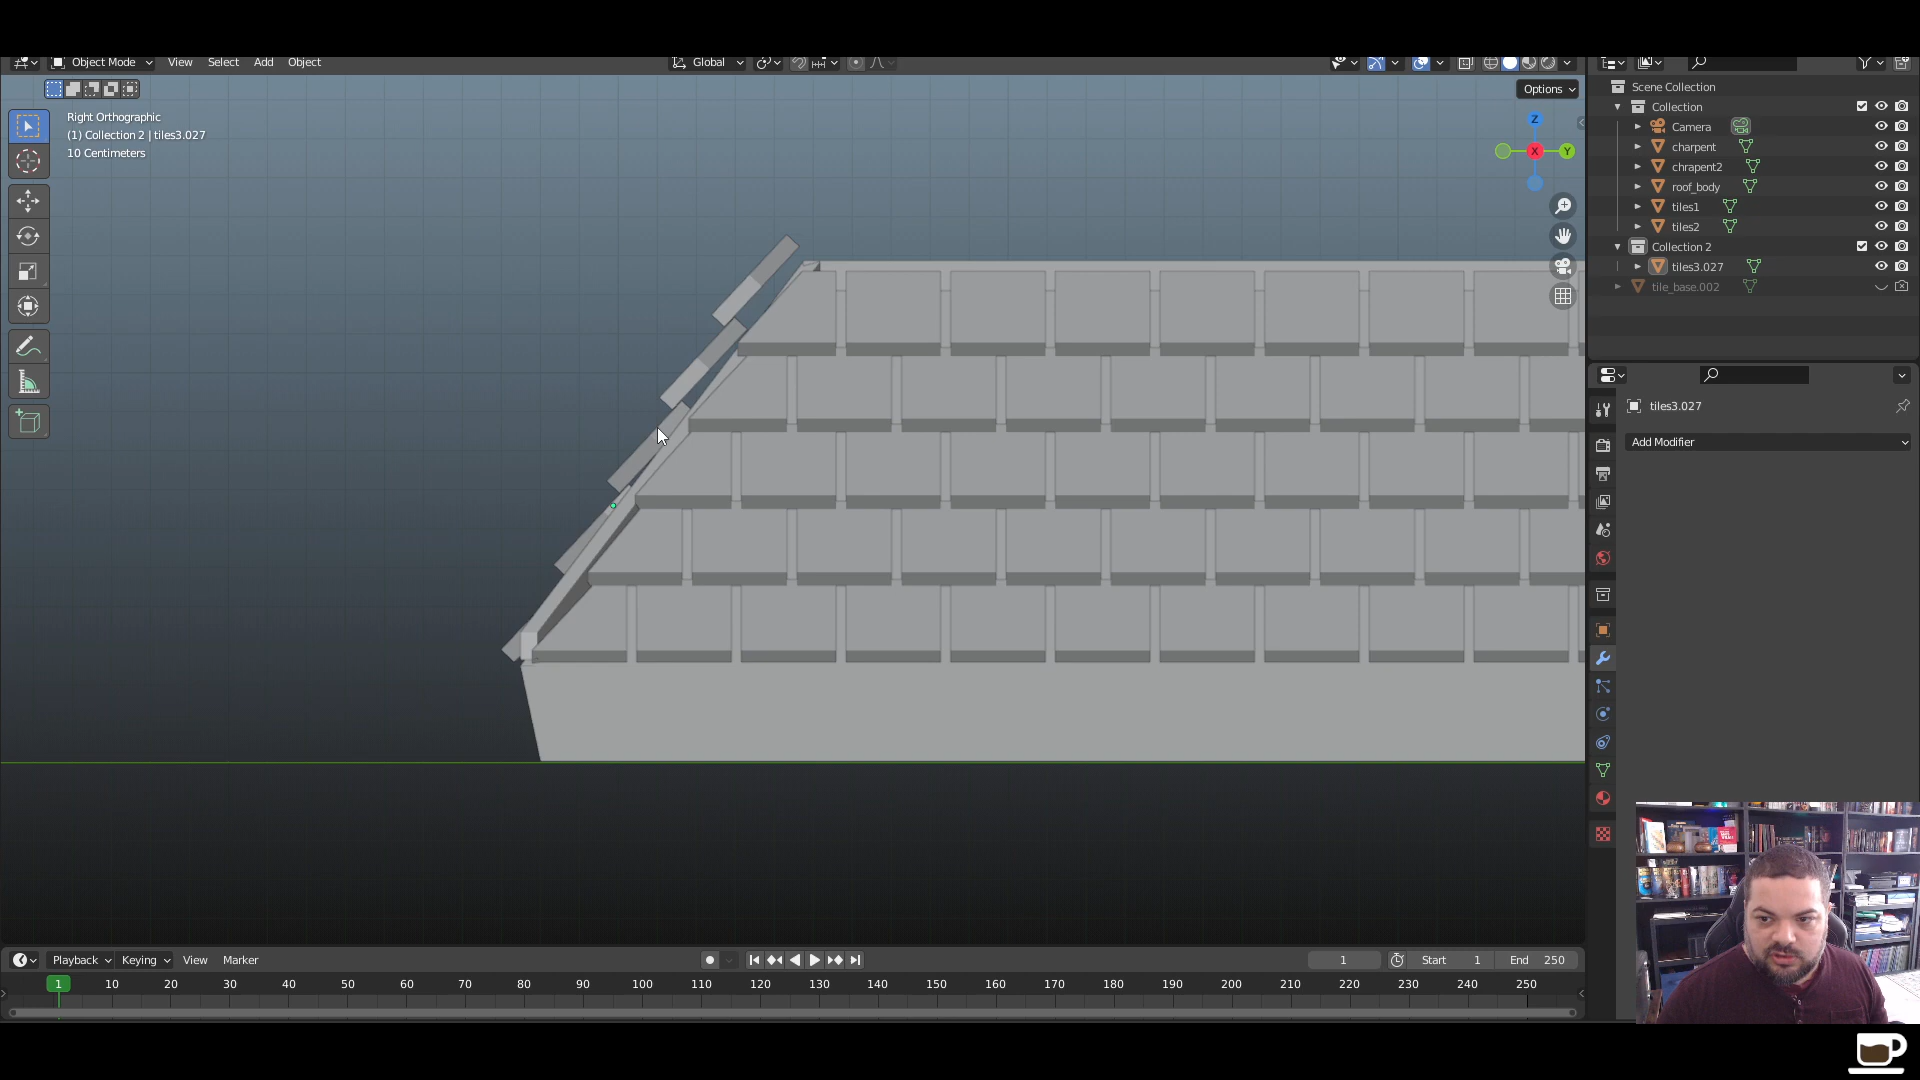 Object Mode View Select Add Object Global
Options
Right Orthographic
(1) Collection 2 | tiles3.027
10 Centimeters
Z
X
Y
Scene Collection
Collection
Camera
charpent
chrapent2
roof_body
tiles1
tiles2
Collection 2
tiles3.027
tile_base.002
tiles3.027
Add Modifier
Playback Keying View Marker
1 Start 1 End 250
1 10 20 30 40 50 60 70 80 90 100 110 120 130 140 150 160 170 180 190 200 210 220 230 240 250